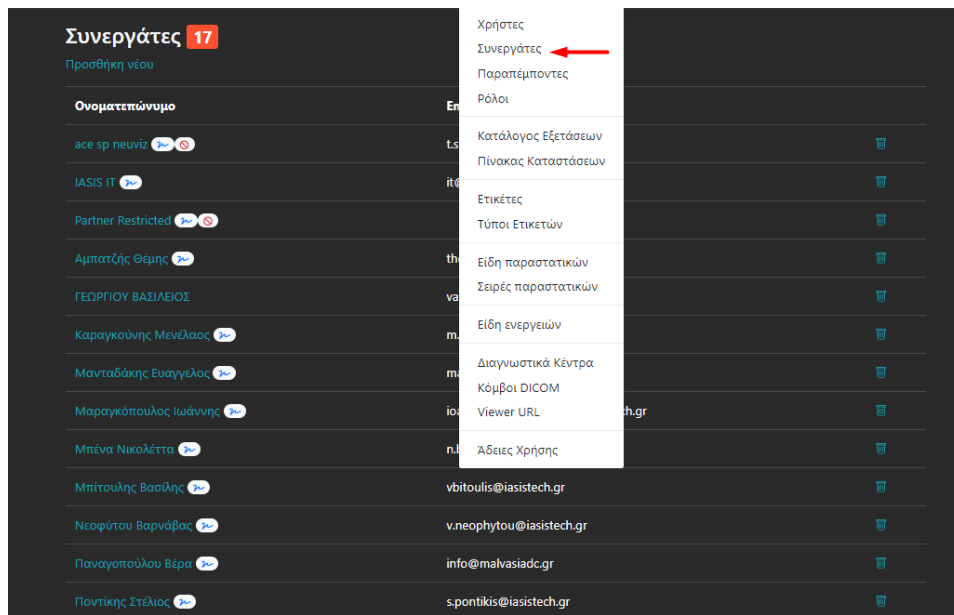 Συνεργάτες 17
Προσθήκη νέου
Ονοματεπώνυμο
ace sp neuviz
IASIS IT
Partner Restricted
Αμπατζής Θέμης
ΓΕΩΡΓΙΟΥ ΒΑΣΙΛΕΙΟΣ
Καραγκούνης Μενέλαος
Μανταδάκης Ευαγγελος
Μαραγκόπουλος Ιωάννης
Μπένα Νικολέττα
Μπίτουλης Βασίλης vbitoulis@iasistech.gr
Νεοφύτου Βαρνάβας v.neophytou@iasistech.gr
Παναγοπούλου Βέρα info@malvasiadc.gr
Ποντίκης Στέλιος s.pontikis@iasistech.gr
Χρήστες
Συνεργάτες
Παραπέμποντες
Ρόλοι
Κατάλογος Εξετάσεων
Πίνακας Καταστάσεων
Ετικέτες
Τύποι Ετικετών
Είδη παραστατικών
Σειρές παραστατικών
Είδη ενεργειών
Διαγνωστικά Κέντρα
Κόμβοι DICOM
Viewer URL
Άδειες Χρήσης